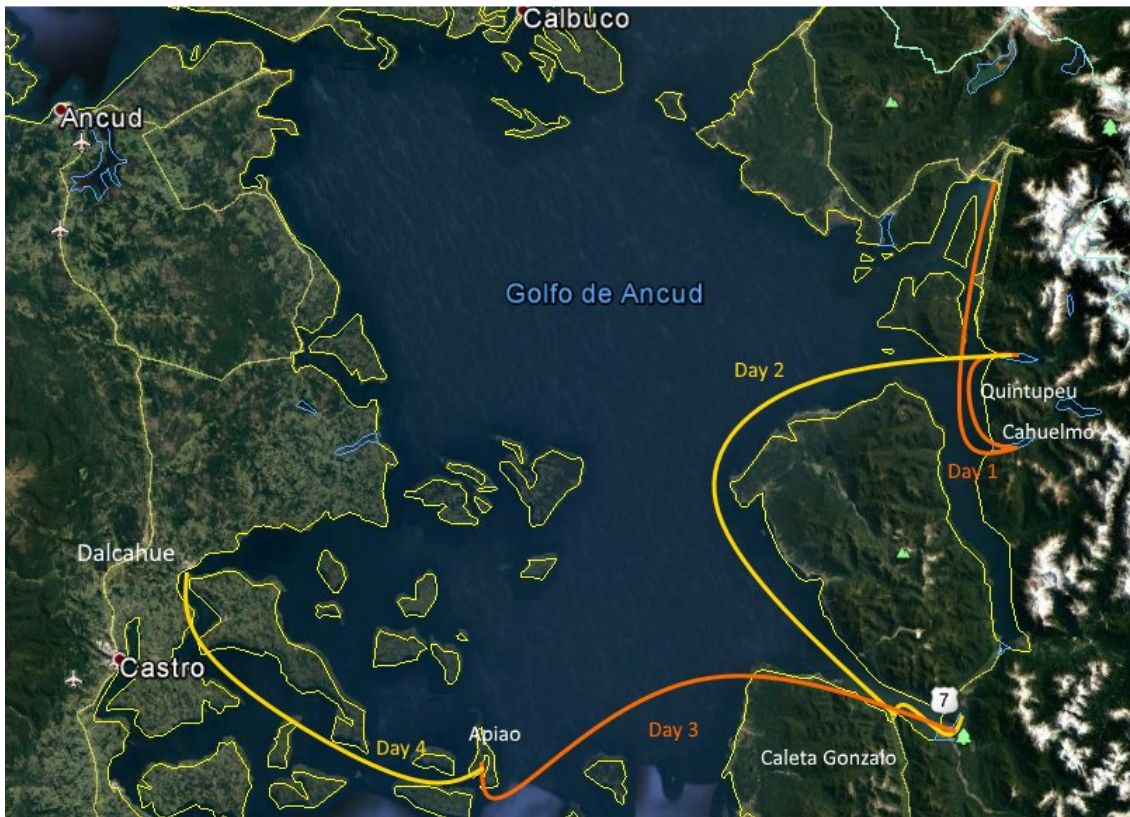 Calbuco
Ancud
Golfo de Ancud
Day 2
Quintupeu
Cahuelmo
Day 1
Dalcahue
Castro
7
Day 3
Apiao
Day 4
Caleta Gonzalo